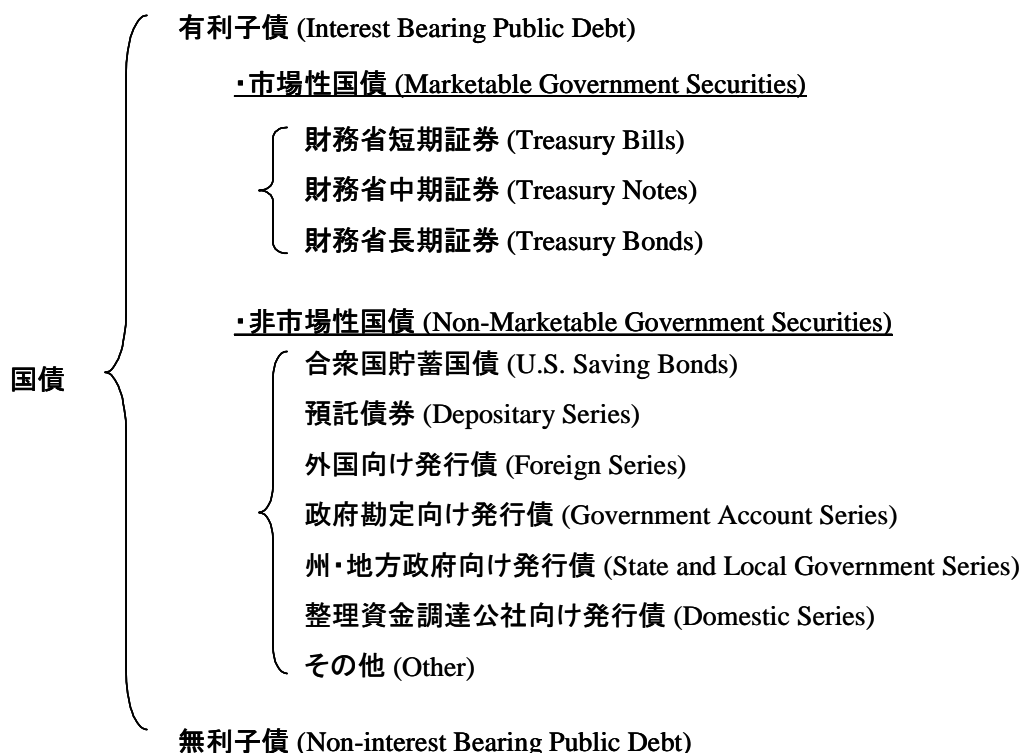 有利子債 (Interest Bearing Public Debt)
・市場性国債 (Marketable Government Securities)
財務省短期証券 (Treasury Bills)
財務省中期証券 (Treasury Notes)
財務省長期証券 (Treasury Bonds)
・非市場性国債 (Non-Marketable Government Securities)
合衆国貯蓄国債 (U.S. Saving Bonds)
国債
預託債券 (Depositary Series)
外国向け発行債 (Foreign Series)
政府勘定向け発行債 (Government Account Series)
州・地方政府向け発行債 (State and Local Government Series)
整理資金調達公社向け発行債 (Domestic Series)
その他 (Other)
無利子債 (Non-interest Bearing Public Debt)